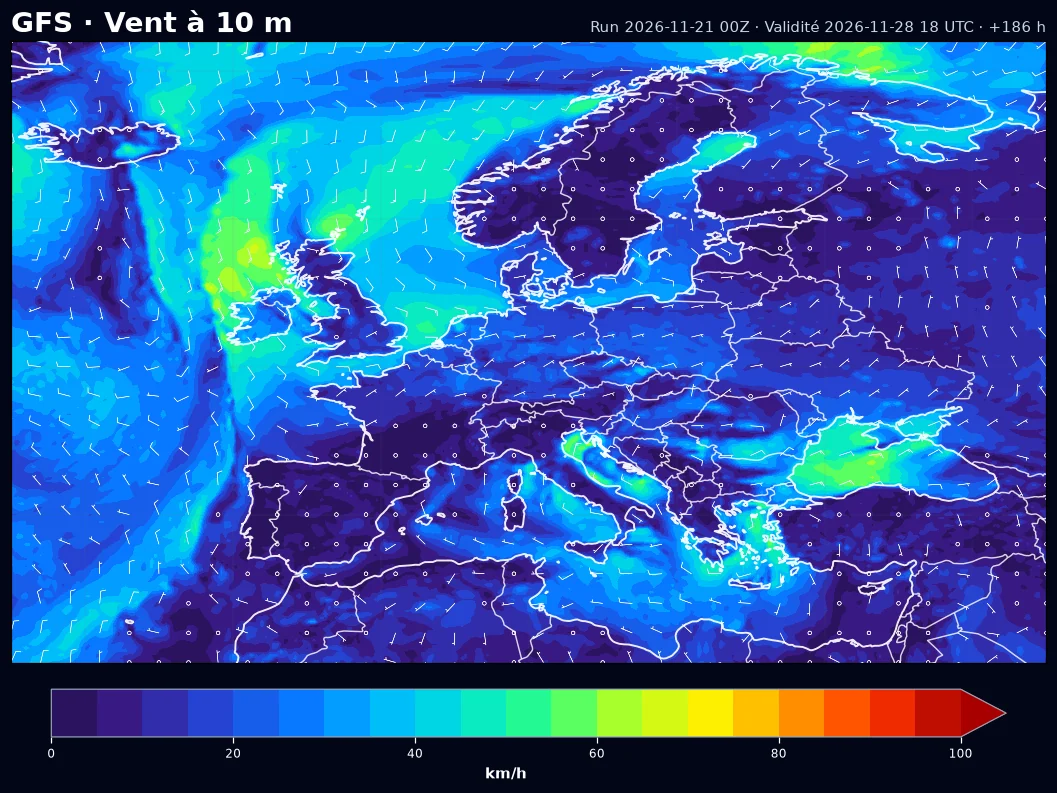 GFS · Vent à 10 m
Run 2026-11-21 00Z · Validité 2026-11-28 18 UTC · +186 h
0 20 40 60 80 100
km/h